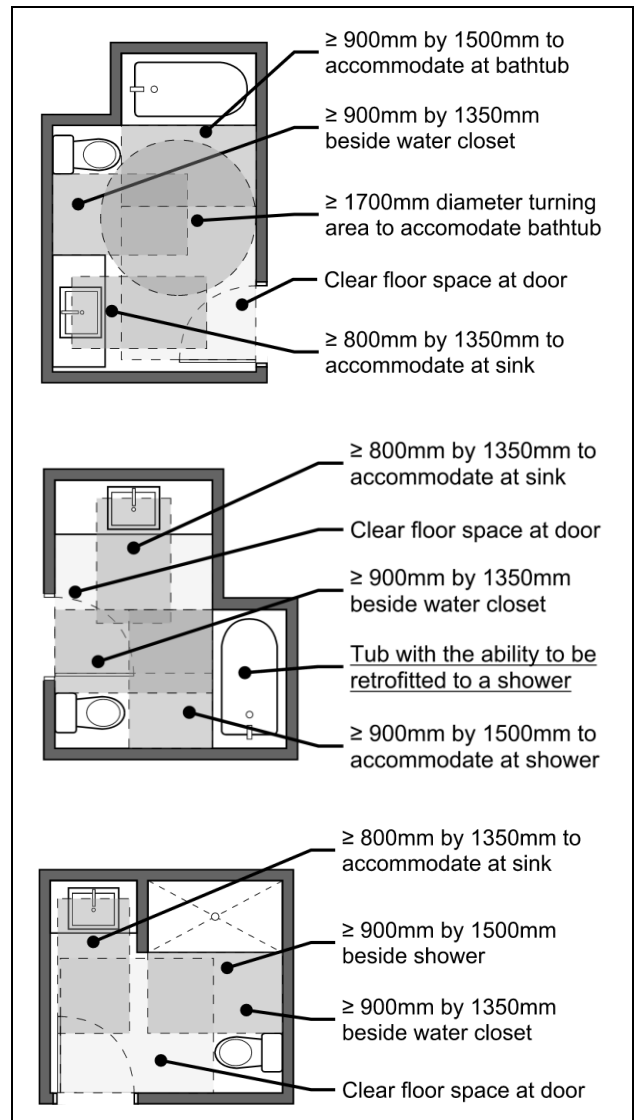 ≥ 900mm by 1500mm to
accommodate at bathtub
≥ 900mm by 1350mm
beside water closet
≥ 1700mm diameter turning
area to accomodate bathtub
Clear floor space at door
≥ 800mm by 1350mm to
accommodate at sink
≥ 800mm by 1350mm to
accommodate at sink
Clear floor space at door
≥ 900mm by 1350mm
beside water closet
Tub with the ability to be
retrofitted to a shower
≥ 900mm by 1500mm to
accommodate at shower
≥ 800mm by 1350mm to
accommodate at sink
≥ 900mm by 1500mm
beside shower
≥ 900mm by 1350mm
beside water closet
Clear floor space at door